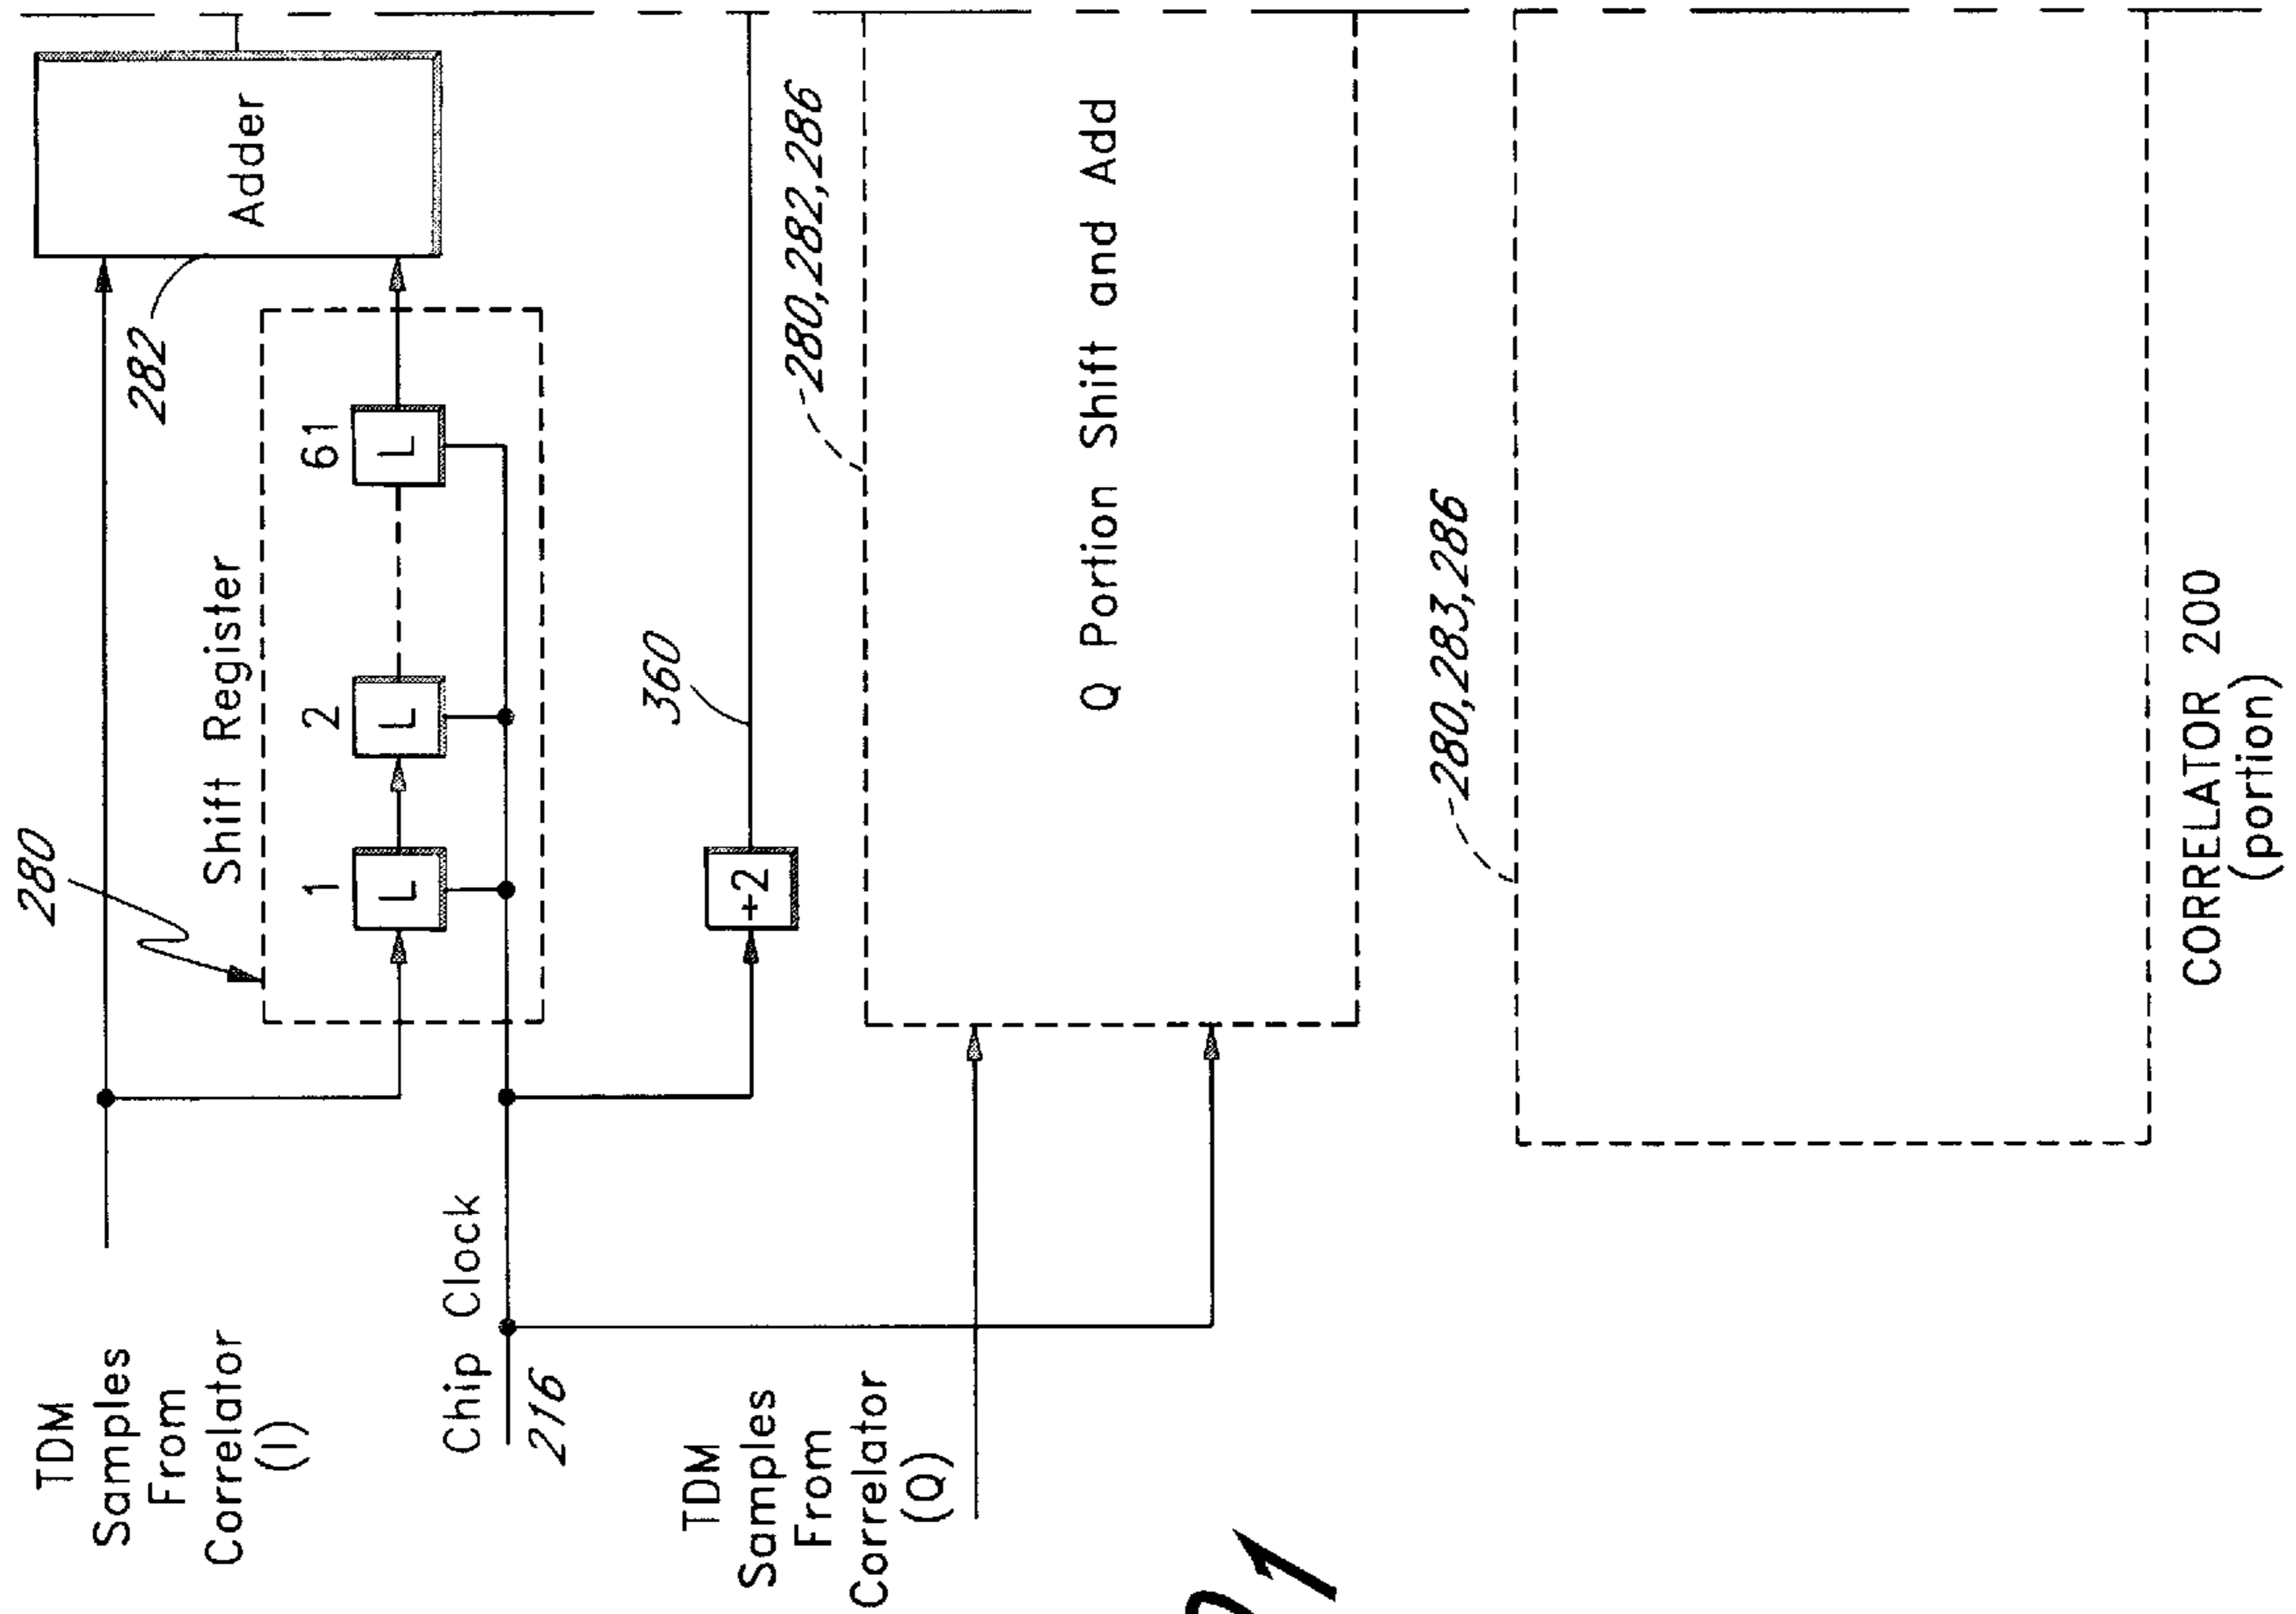 TDM
Samples
From
Correlator
(I)
280
Shift Register
1
2
61
L
L
L
282
Adder
Chip Clock
216
+2
360
TDM
Samples
From
Correlator
(Q)
280,282,286
Q Portion Shift and Add
280,283,286
CORRELATOR 200
(portion)